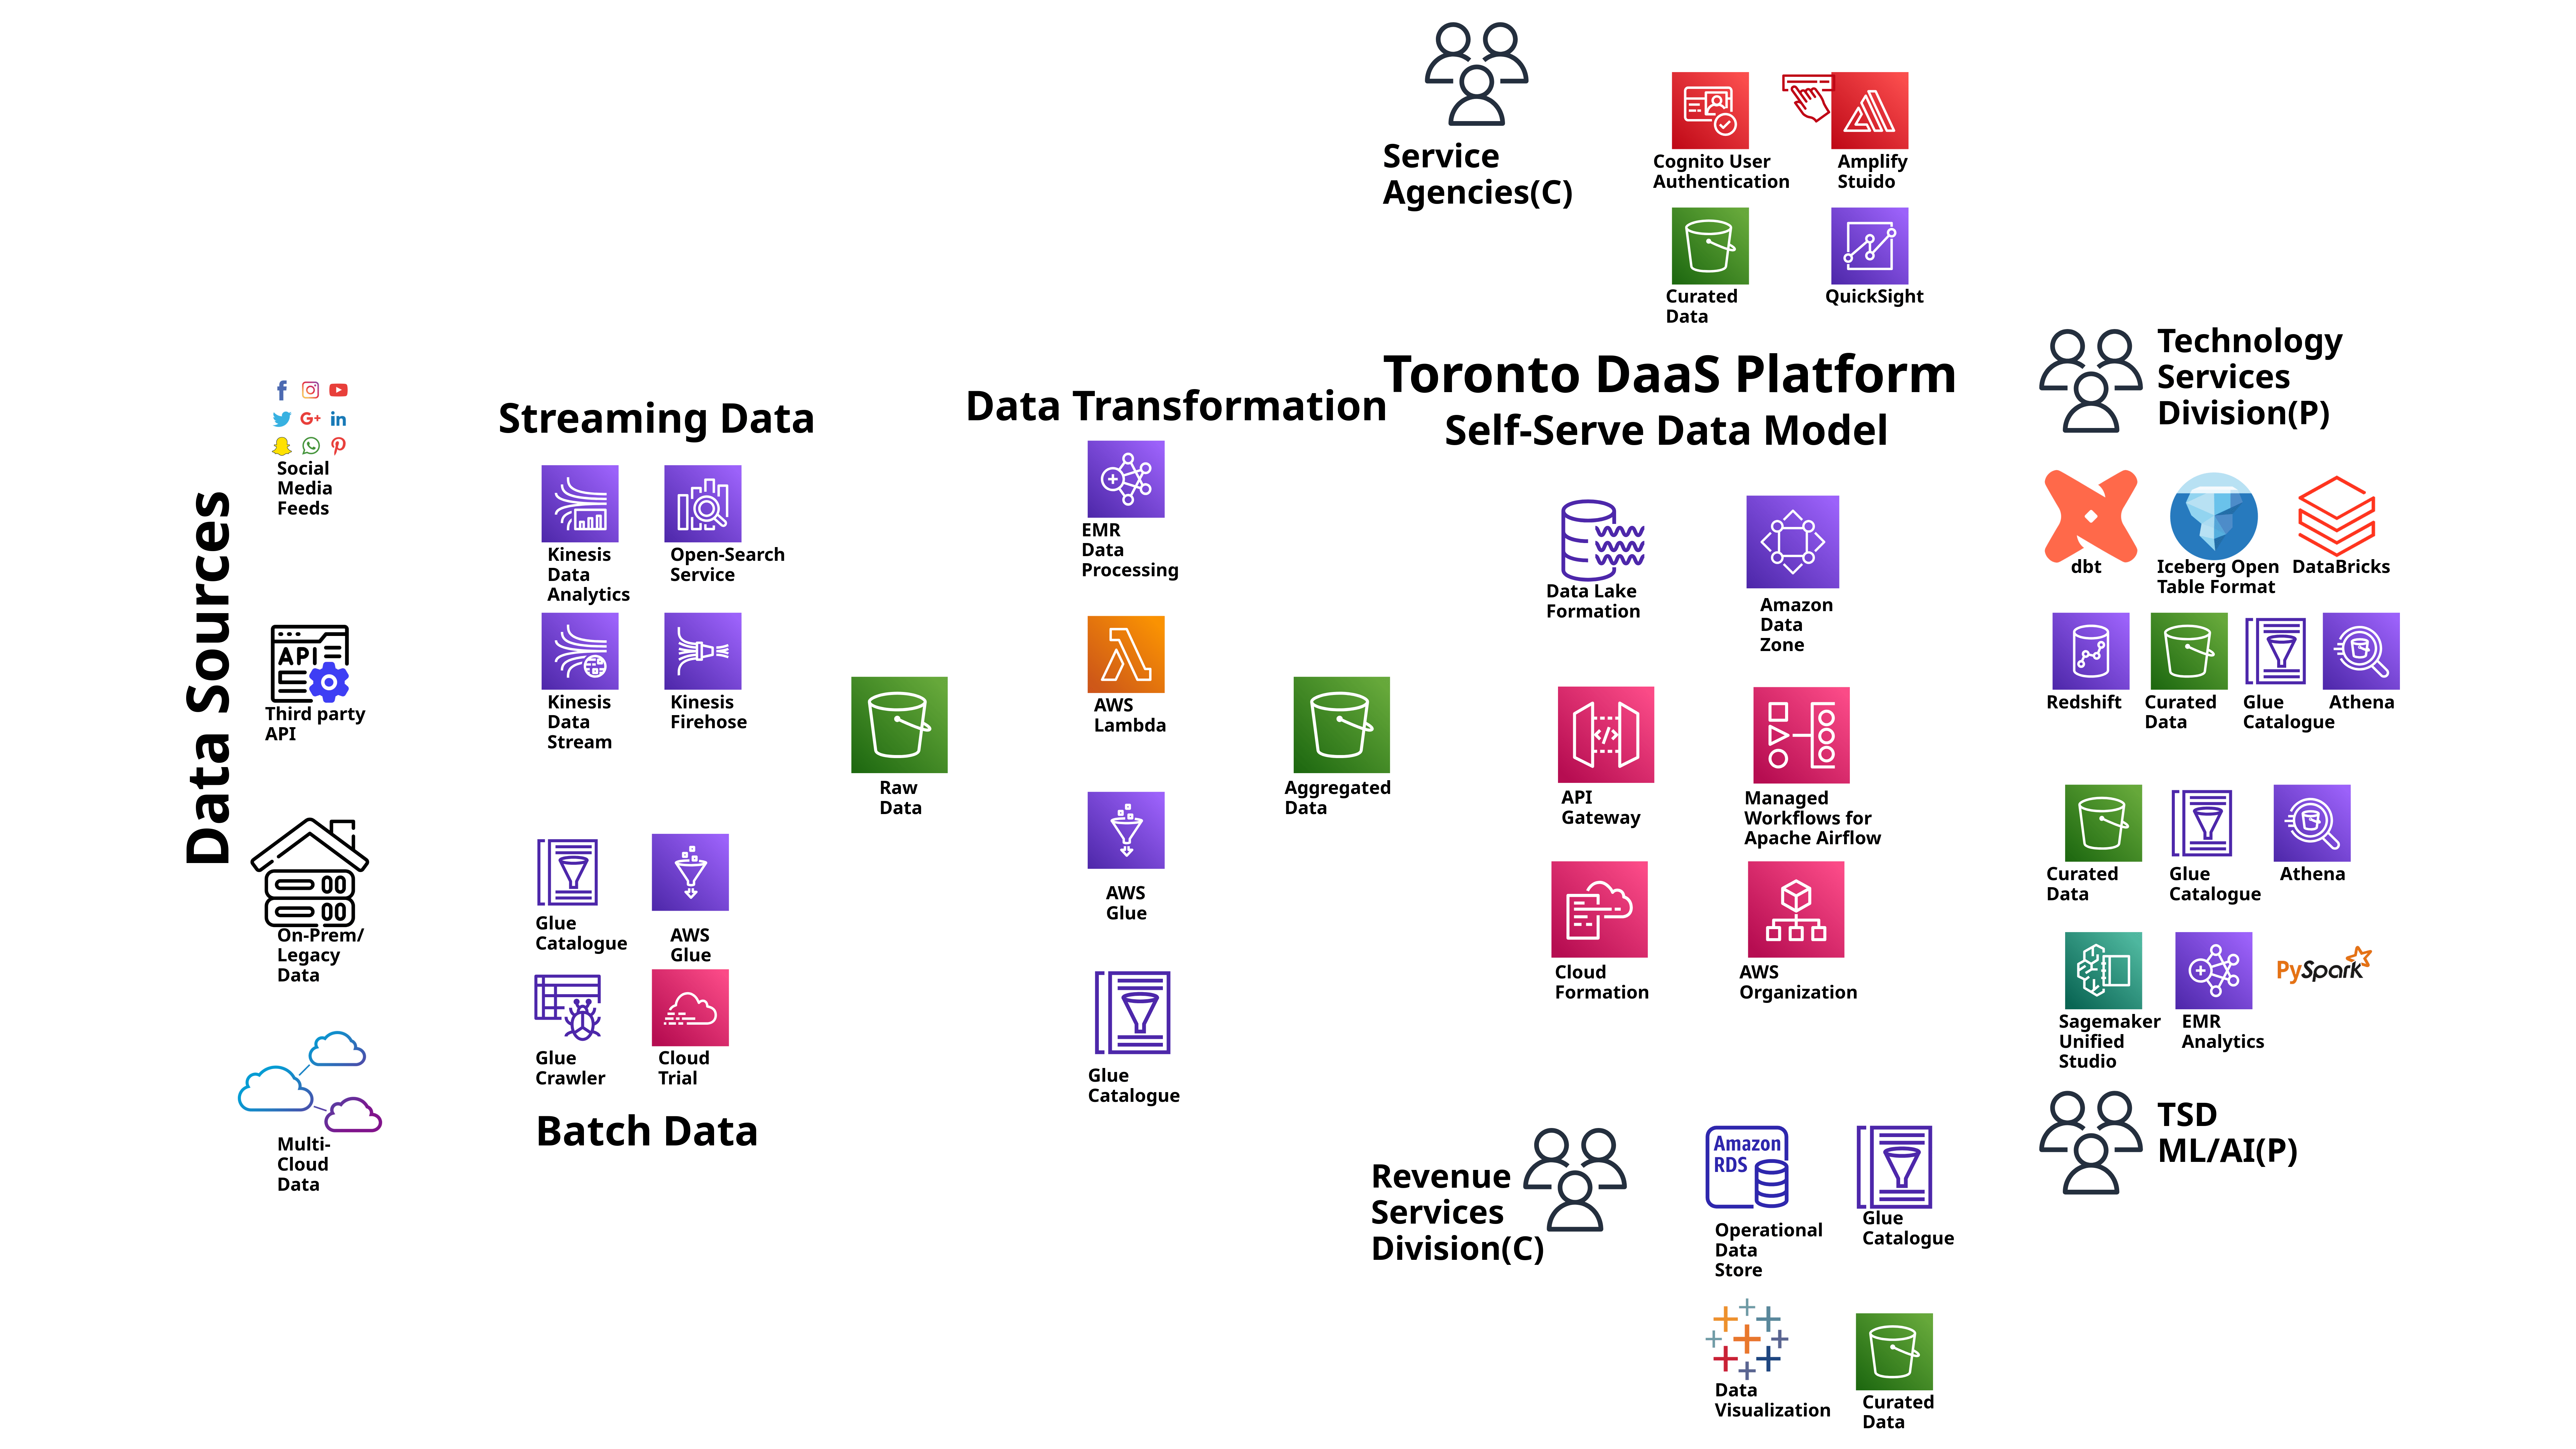 Service
Agencies(C)
Cognito User
Authentication
Amplify
Stuido
Curated
Data
QuickSight
Toronto DaaS Platform
Self-Serve Data Model
Data Sources
Social
Media
Feeds
API
Third party
API
On-Prem/
Legacy
Data
Multi-
Cloud
Data
Streaming Data
Kinesis
Data
Analytics
Open-Search
Service
Kinesis
Data
Stream
Kinesis
Firehose
Glue
Catalogue
AWS
Glue
Glue
Crawler
Cloud
Trial
Batch Data
Raw
Data
Data Transformation
EMR
Data
Processing
AWS
Lambda
AWS
Glue
Glue
Catalogue
Aggregated
Data
Data Lake
Formation
Amazon
Data
Zone
API
Gateway
Managed
Workflows for
Apache Airflow
Cloud
Formation
AWS
Organization
Technology
Services
Division(P)
dbt
Iceberg Open
Table Format
DataBricks
Redshift
Curated
Data
Glue
Catalogue
Athena
Curated
Data
Glue
Catalogue
Athena
Sagemaker
Unified
Studio
EMR
Analytics
PySpark
TSD
ML/AI(P)
Revenue
Services
Division(C)
Amazon
RDS
Operational
Data
Store
Glue
Catalogue
Data
Visualization
Curated
Data